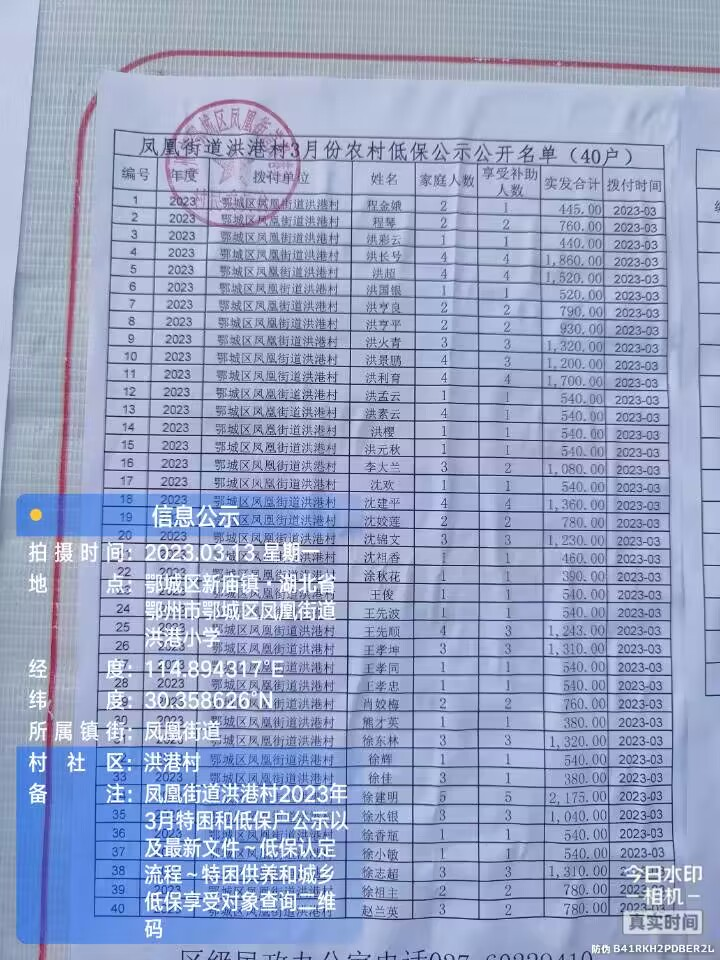 凤凰街道洪港村3月份农村低保公示公开名单（40户）
编号 年度 拨付单位 姓名 家庭人数 享受补助人数 实发合计 拨付时间
1 2023 鄂城区凤凰街道洪港村 程金娥 2 1 445.00 2023-03
2 2023 鄂城区凤凰街道洪港村 程琴 2 2 760.00 2023-03
3 2023 鄂城区凤凰街道洪港村 洪彩云 1 1 440.00 2023-03
4 2023 鄂城区凤凰街道洪港村 洪长号 4 4 1,860.00 2023-03
5 2023 鄂城区凤凰街道洪港村 洪超 4 4 1,520.00 2023-03
6 2023 鄂城区凤凰街道洪港村 洪国银 1 1 520.00 2023-03
7 2023 鄂城区凤凰街道洪港村 洪亨良 2 2 790.00 2023-03
8 2023 鄂城区凤凰街道洪港村 洪亨平 2 2 930.00 2023-03
9 2023 鄂城区凤凰街道洪港村 洪火青 3 3 1,320.00 2023-03
10 2023 鄂城区凤凰街道洪港村 洪景鹏 4 3 1,200.00 2023-03
11 2023 鄂城区凤凰街道洪港村 洪利育 4 4 1,700.00 2023-03
12 2023 鄂城区凤凰街道洪港村 洪孟云 1 1 540.00 2023-03
13 2023 鄂城区凤凰街道洪港村 洪素云 4 1 540.00 2023-03
14 2023 鄂城区凤凰街道洪港村 洪樱 1 1 540.00 2023-03
15 2023 鄂城区凤凰街道洪港村 洪元秋 1 1 540.00 2023-03
16 2023 鄂城区凤凰街道洪港村 李大兰 3 2 1,080.00 2023-03
17 2023 鄂城区凤凰街道洪港村 沈欢 1 1 540.00 2023-03
18 2023 鄂城区凤凰街道洪港村 沈建平 4 4 1,360.00 2023-03
19 2023 鄂城区凤凰街道洪港村 沈姣莲 2 2 780.00 2023-03
20 2023 鄂城区凤凰街道洪港村 沈锦文 3 3 1,230.00 2023-03
沈祖香 1 1 460.00 2023-03
22 涂秋花 1 1 390.00 2023-03
王俊 1 1 540.00 2023-03
24 王先波 1 1 540.00 2023-03
25 王先顺 4 3 1,243.00 2023-03
26 王孝坤 3 3 1,310.00 2023-03
王孝同 1 1 540.00 2023-03
28 2023 鄂城区凤凰街道洪港村 王孝忠 1 1 540.00 2023-03
鄂城区凤凰街道洪港村 肖姣梅 2 2 760.00 2023-03
30 2023 鄂城区凤凰街道洪港村 熊才英 1 1 380.00 2023-03
鄂城区凤凰街道洪港村 徐东林 3 3 1,320.00 2023-03
鄂城区凤凰街道洪港村 徐辉 1 1 540.00 2023-03
33 2023 鄂城区凤凰街道洪港村 徐佳 3 1 380.00 2023-03
徐建明 5 5 2,175.00 2023-03
35 徐水银 3 3 1,040.00 2023-03
36 徐香瓶 1 1 540.00 2023-03
37 徐小敏 1 1 540.00 2023-03
38 徐志超 3 3 1,310.00 2023-03
39 徐祖主 2 2 780.00 2023-03
40 赵兰英 3 2 780.00 2023-03
信息公示
拍摄时间：2023.03.13 星期一
地点：鄂城区新庙镇·湖北省
鄂州市鄂城区凤凰街道
洪港小学
经度：114.894317°E
纬度：30.358626°N
所属镇街：凤凰街道
村社区：洪港村
备注：凤凰街道洪港村2023年
3月特困和低保户公示以
及最新文件~低保认定
流程~特困供养和城乡
低保享受对象查询二维
码
今日水印
相机
真实时间
防伪 B41RKH2PDBER2L